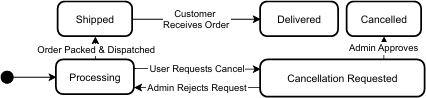 Shipped
Customer
Receives Order
Delivered
Cancelled
Order Packed & Dispatched
Admin Approves
Processing
User Requests Cancel
Admin Rejects Request
Cancellation Requested